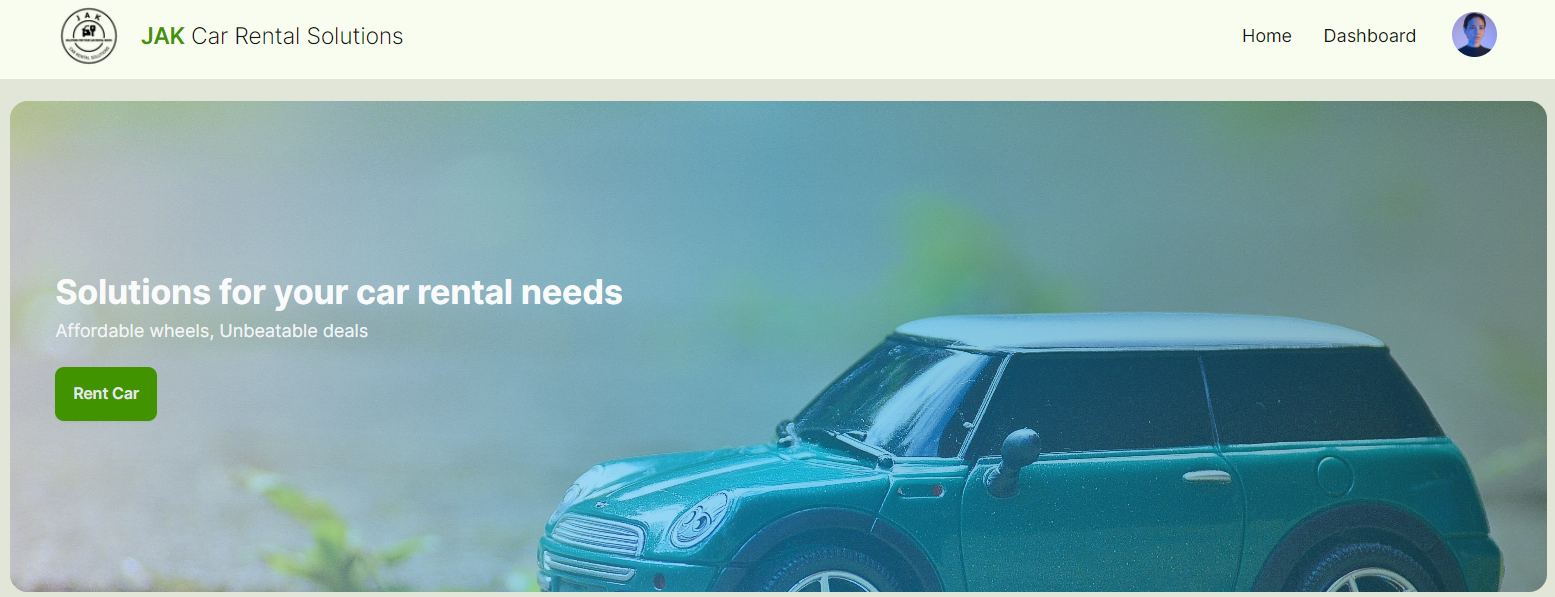 JAK
JAK Car Rental Solutions
Home
Dashboard
Solutions for your car rental needs
Affordable wheels, Unbeatable deals
Rent Car